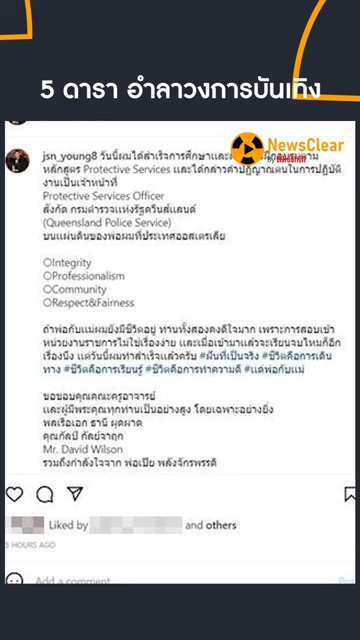 5 ดารา อำลาวงการบันเทิง
NewsClear
By
jsn_young8 วันนี้ผมได้สำเร็จการศึกษาและ
หลักสูตร Protective Services และได้กล่าวคำปฏิญาณตนในการปฏิบัติ
งานเป็นเจ้าหน้าที่
Protective Services Officer
สังกัด กรมตำรวจแห่งรัฐควีนส์แลนด์
(Queensland Police Service)
บนแผ่นดินของพ่อผมที่ประเทศออสเตรเลีย
○Integrity
○Professionalism
○Community
○Respect&Fairness
ถ้าพ่อกับแม่ผมยังมีชีวิตอยู่ ท่านทั้งสองคงดีใจมาก เพราะการสอบเข้า
หน่วยงานราชการไม่ใช่เรื่องง่าย และเมื่อเข้ามาแล้วจะเรียนจบไหมก็อีก
เรื่องนึง แต่วันนี้ผมทำสำเร็จแล้วครับ #ฝันที่เป็นจริง #ชีวิตคือการเดิน
ทาง #ชีวิตคือการเรียนรู้ #ชีวิตคือการทำความดี #แด่พ่อกับแม่
ขอขอบคุณคณะครูอาจารย์
และผู้มีพระคุณทุกท่านเป็นอย่างสูง โดยเฉพาะอย่างยิ่ง
พลเรือเอก ธานี ผุดผาด
คุณกัลป์ กัลย์จาฤก
Mr. David Wilson
รวมถึงกำลังใจจาก พ่อเปีย พลังจักรพรรดิ
Liked by and others
5 HOURS AGO
Add a comment...